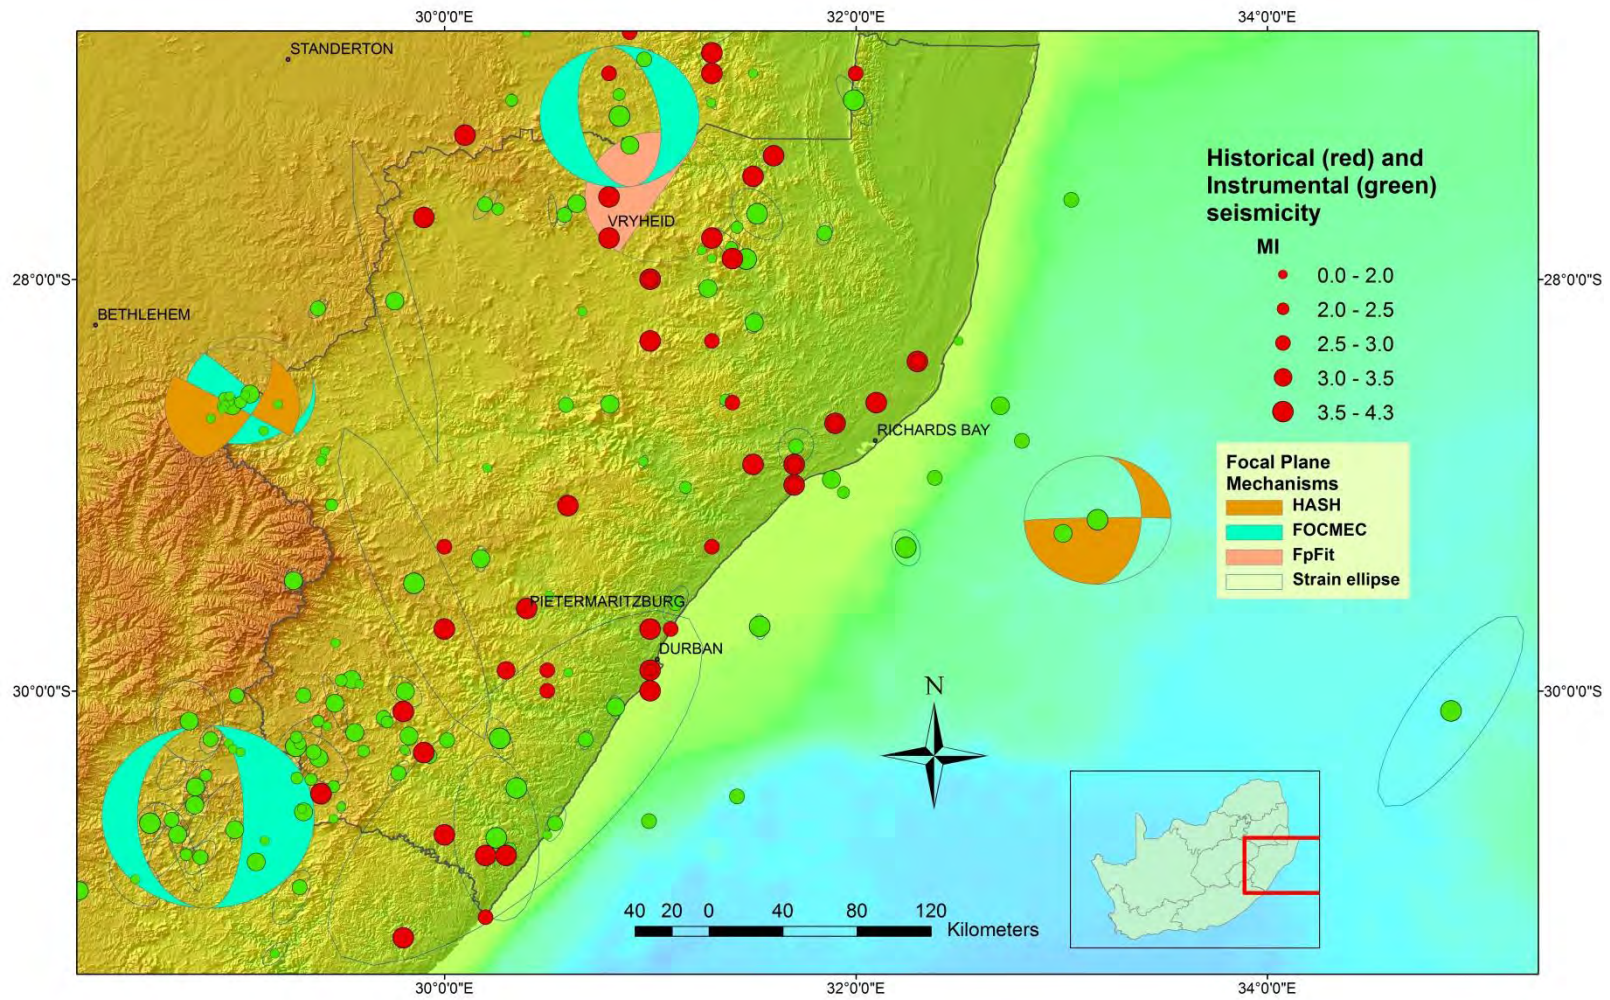 30°0'0"E 32°0'0"E 34°0'0"E
STANDERTON
Historical (red) and
Instrumental (green)
seismicity
VRYHEID
Ml
28°0'0"S 28°0'0"S
0.0 - 2.0
2.0 - 2.5
BETHLEHEM
2.5 - 3.0
3.0 - 3.5
3.5 - 4.3
RICHARDS BAY
Focal Plane
Mechanisms
HASH
FOCMEC
FpFit
Strain ellipse
PIETERMARITZBURG
DURBAN
30°0'0"S 30°0'0"S
N
40 20 0 40 80 120
Kilometers
30°0'0"E 32°0'0"E 34°0'0"E